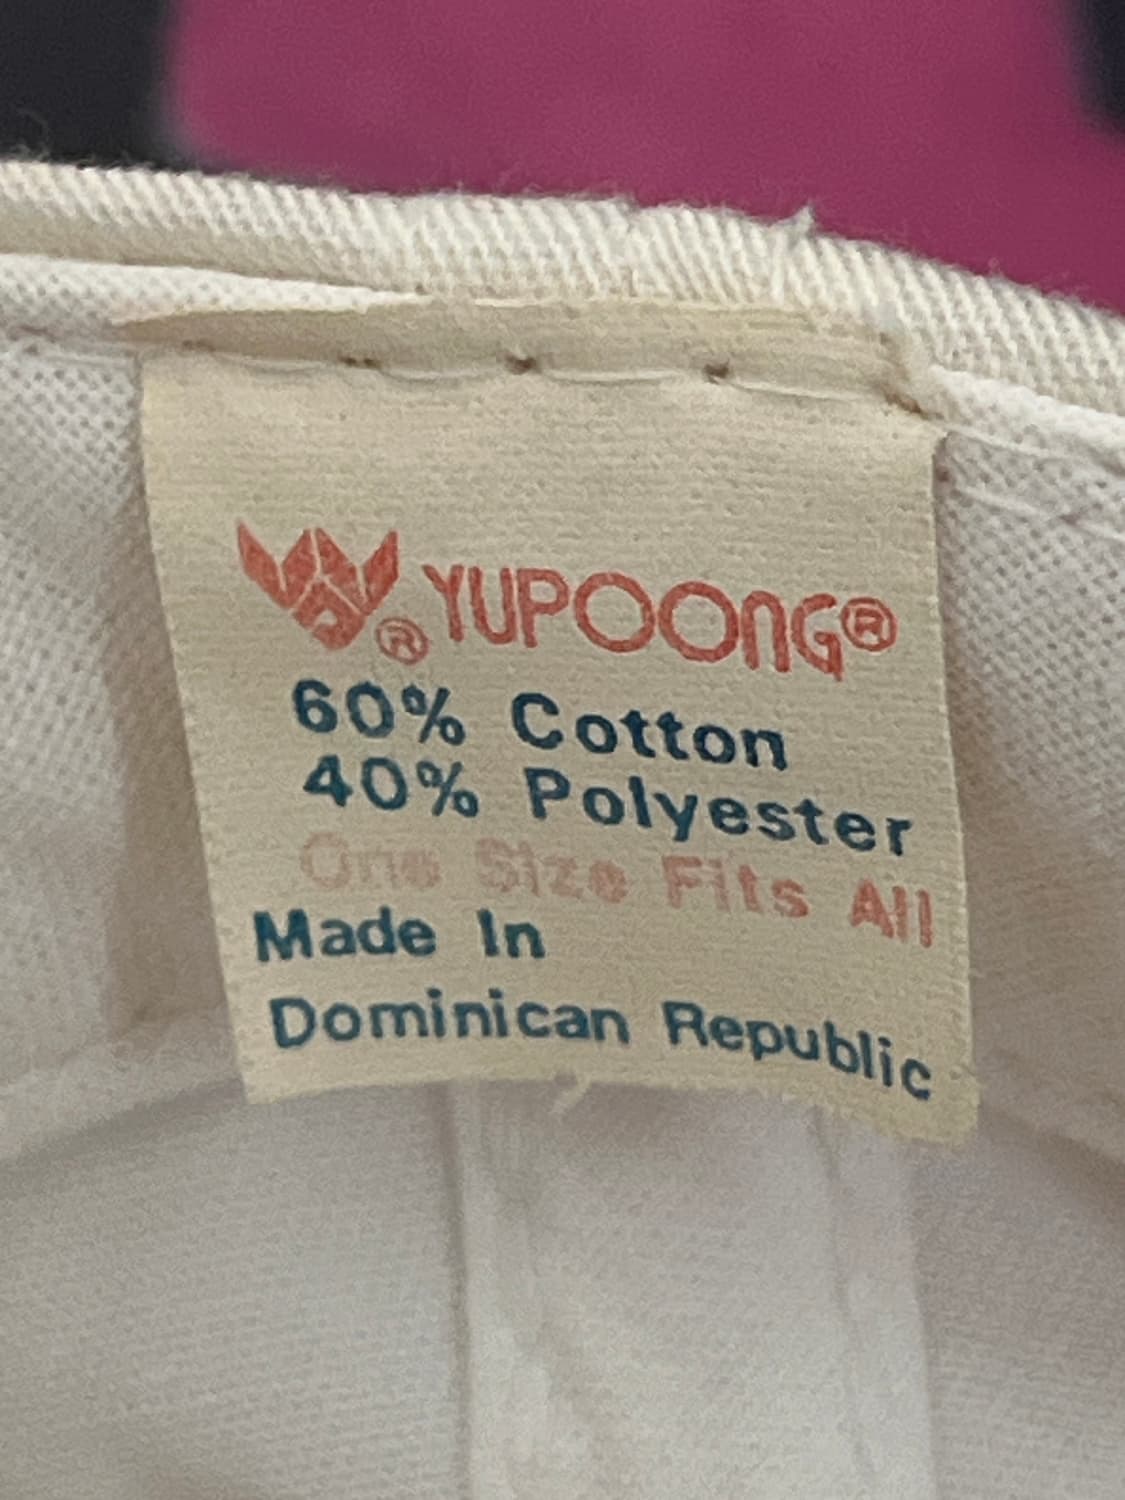 ® YUPOONG®
60% Cotton
40% Polyester
One Size Fits All
Made In
Dominican Republic